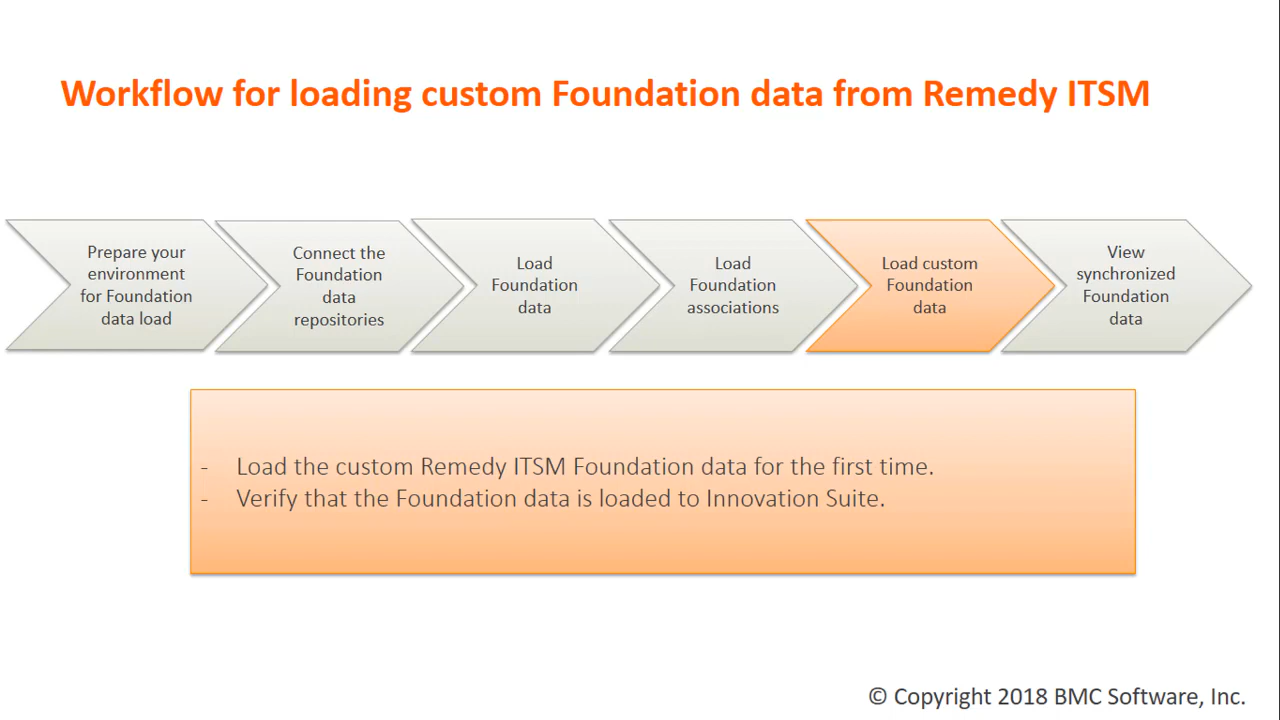 Workflow for loading custom Foundation data from Remedy ITSM
Prepare your
environment
for Foundation
data load
Connect the
Foundation
data
repositories
Load
Foundation
data
Load
Foundation
associations
Load custom
Foundation
data
View
synchronized
Foundation
data
- Load the custom Remedy ITSM Foundation data for the first time.
- Verify that the Foundation data is loaded to Innovation Suite.
© Copyright 2018 BMC Software, Inc.